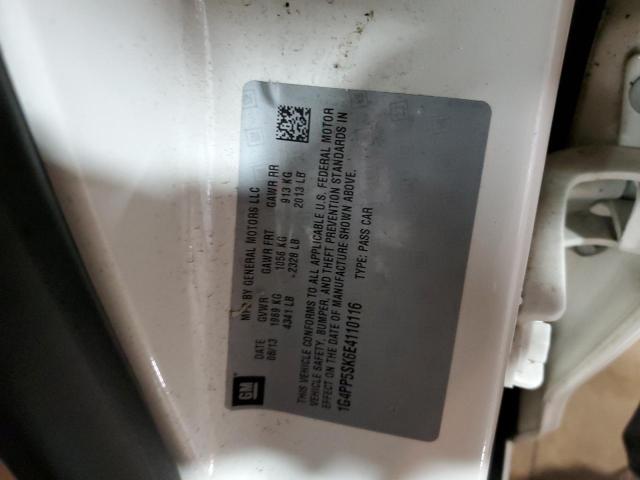 GM
MFD BY GENERAL MOTORS LLC
DATE GVWR GAWR FRT GAWR RR
08/13 1969 KG 1056 KG 913 KG
4341 LB 2328 LB 2013 LB
THIS VEHICLE CONFORMS TO ALL APPLICABLE U.S. FEDERAL MOTOR
VEHICLE SAFETY, BUMPER, AND THEFT PREVENTION STANDARDS IN
EFFECT ON THE DATE OF MANUFACTURE SHOWN ABOVE.
1G4PP5SK6E4110116 TYPE: PASS CAR